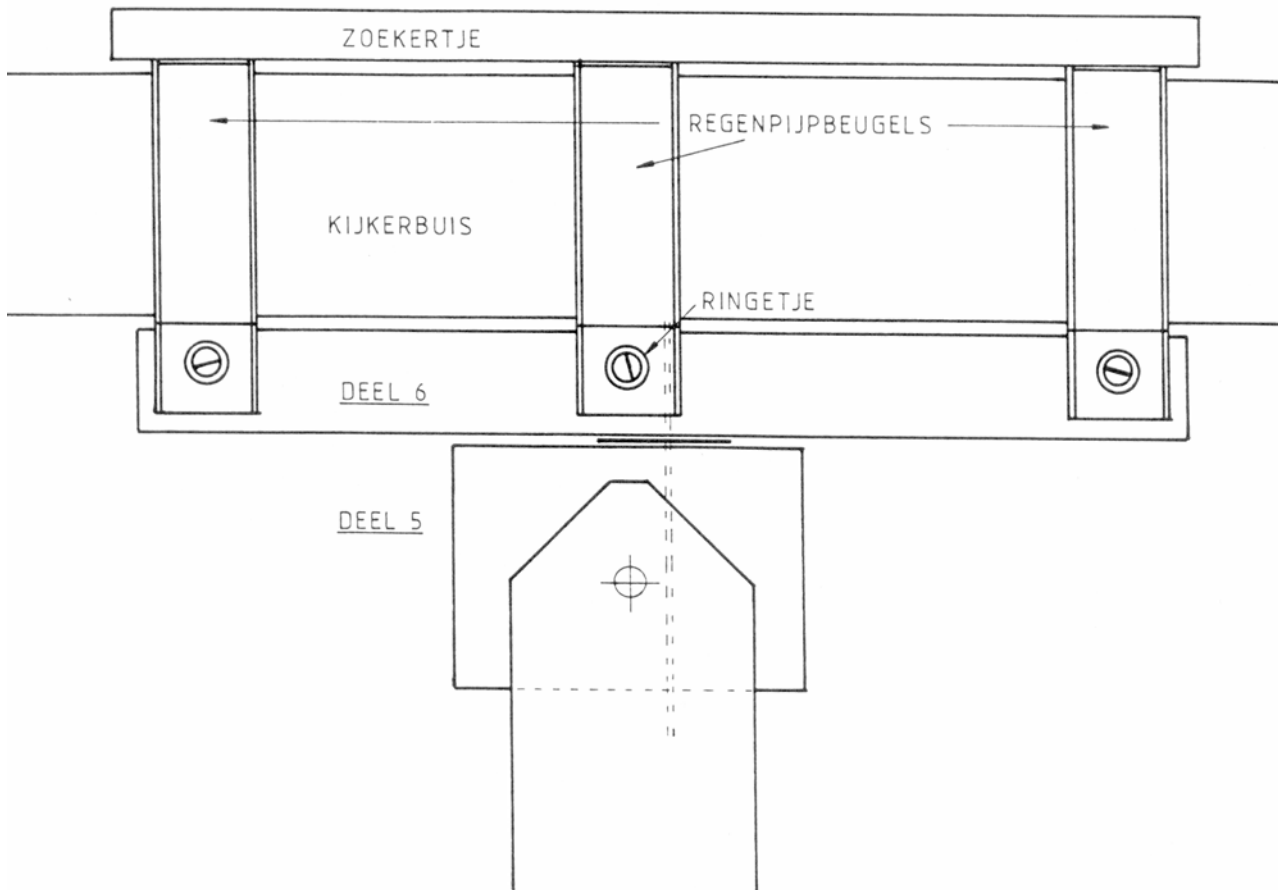 ZOEKERTJE
REGENPIJPBEUGELS
KIJKERBUIS
RINGETJE
DEEL 6
DEEL 5